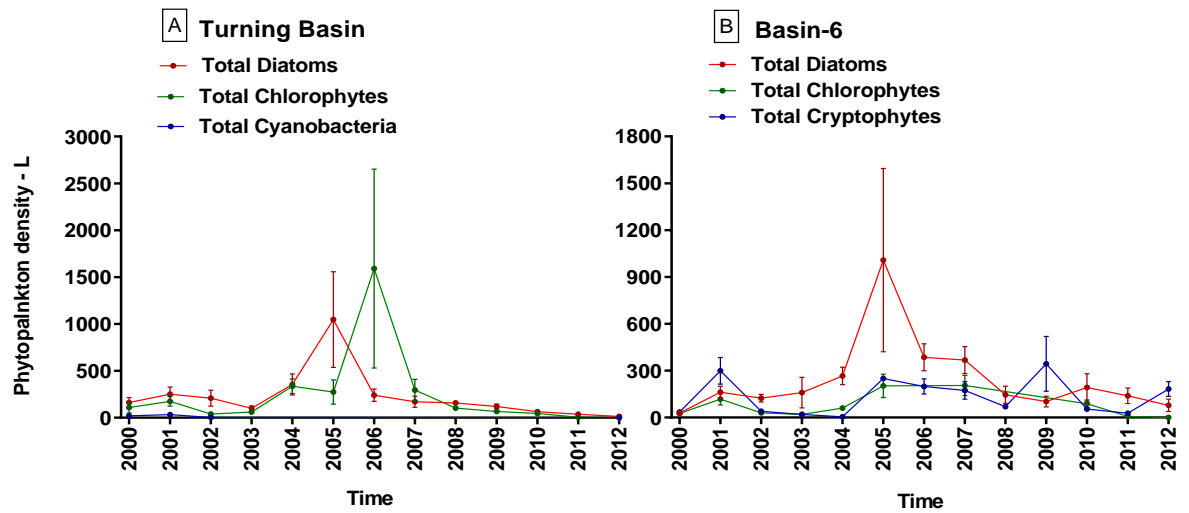 A Turning Basin
Total Diatoms
Total Chlorophytes
Total Cyanobacteria
Phytopalnkton density - L
3000
2500
2000
1500
1000
500
0
2000 2001 2002 2003 2004 2005 2006 2007 2008 2009 2010 2011 2012
Time
B Basin-6
Total Diatoms
Total Chlorophytes
Total Cryptophytes
1800
1500
1200
900
600
300
0
2000 2001 2002 2003 2004 2005 2006 2007 2008 2009 2010 2011 2012
Time